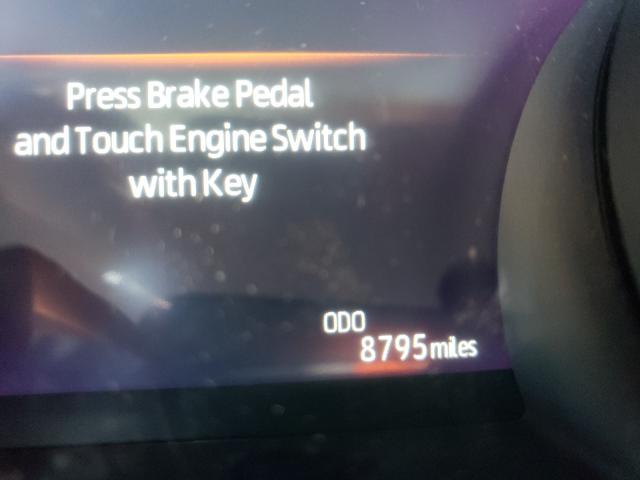 Press Brake Pedal
and Touch Engine Switch
with Key
ODO
8795 miles